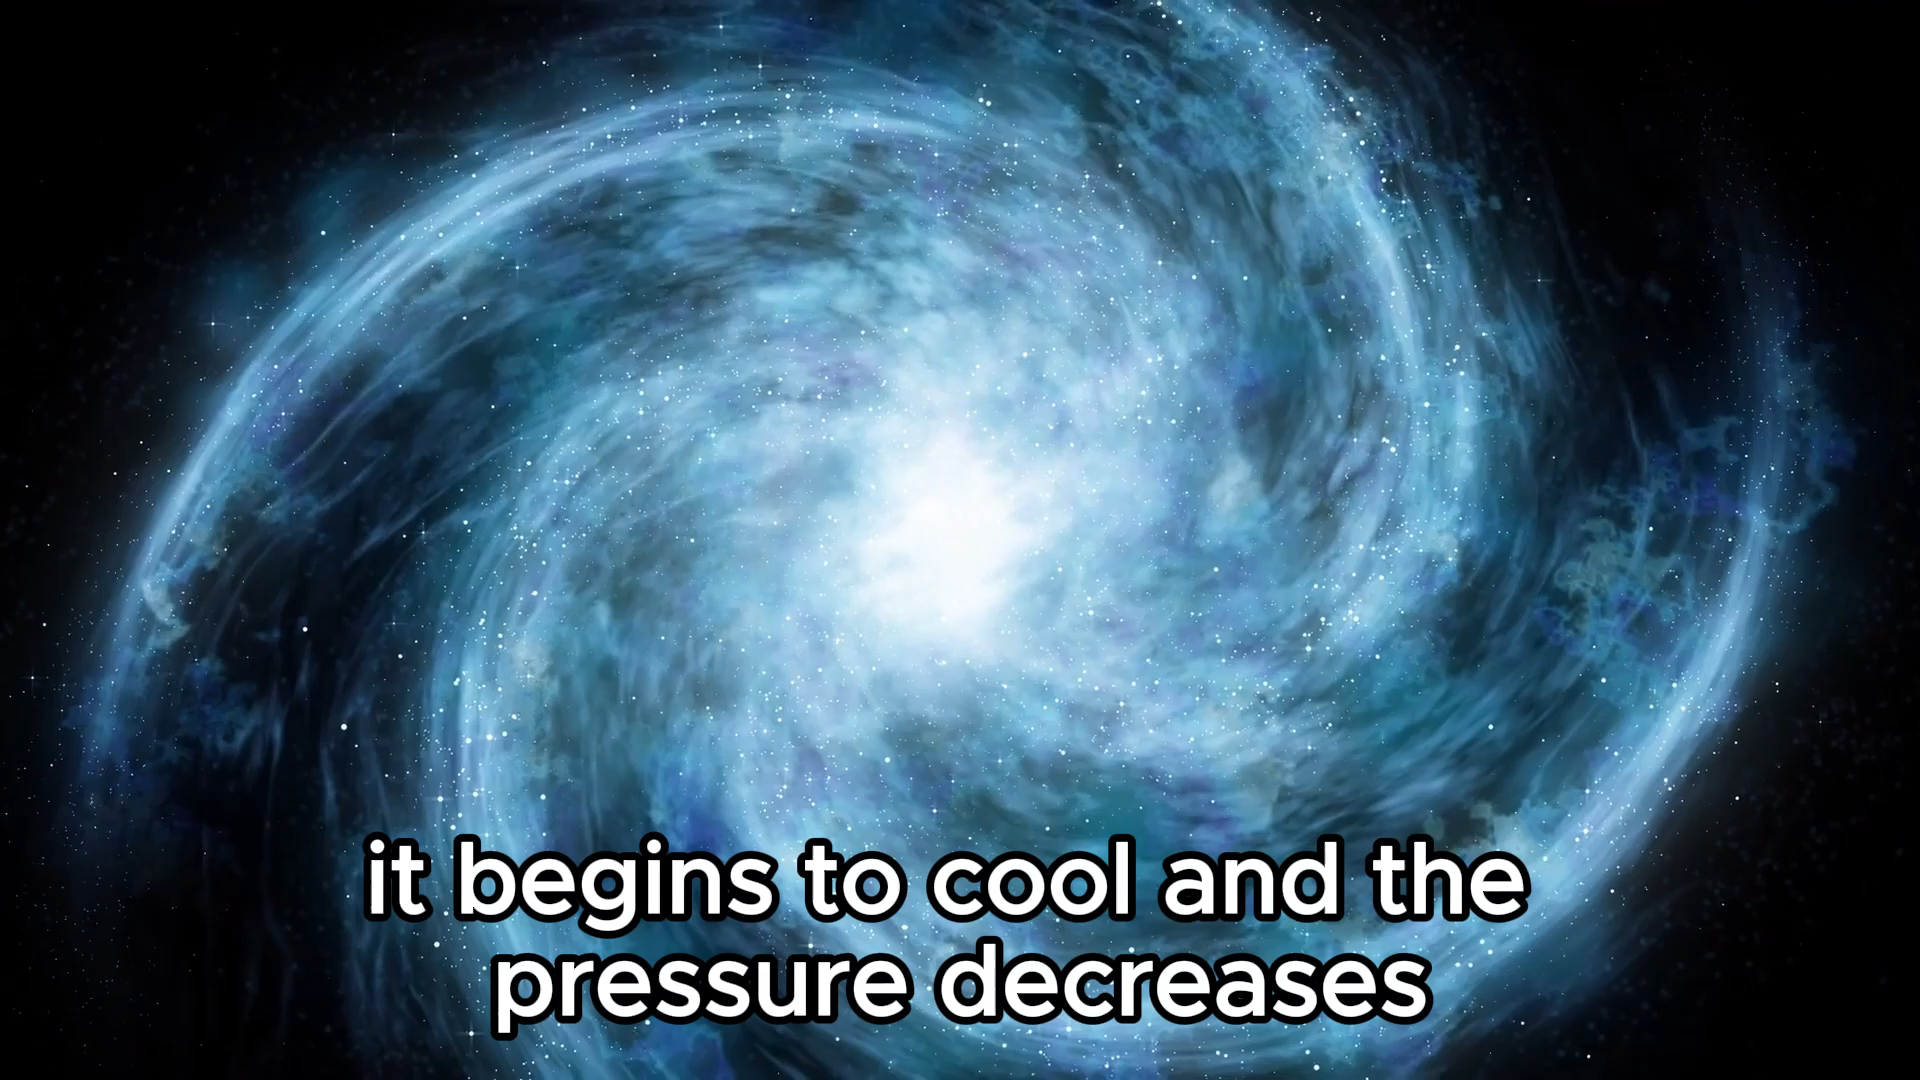 it begins to cool and the
pressure decreases